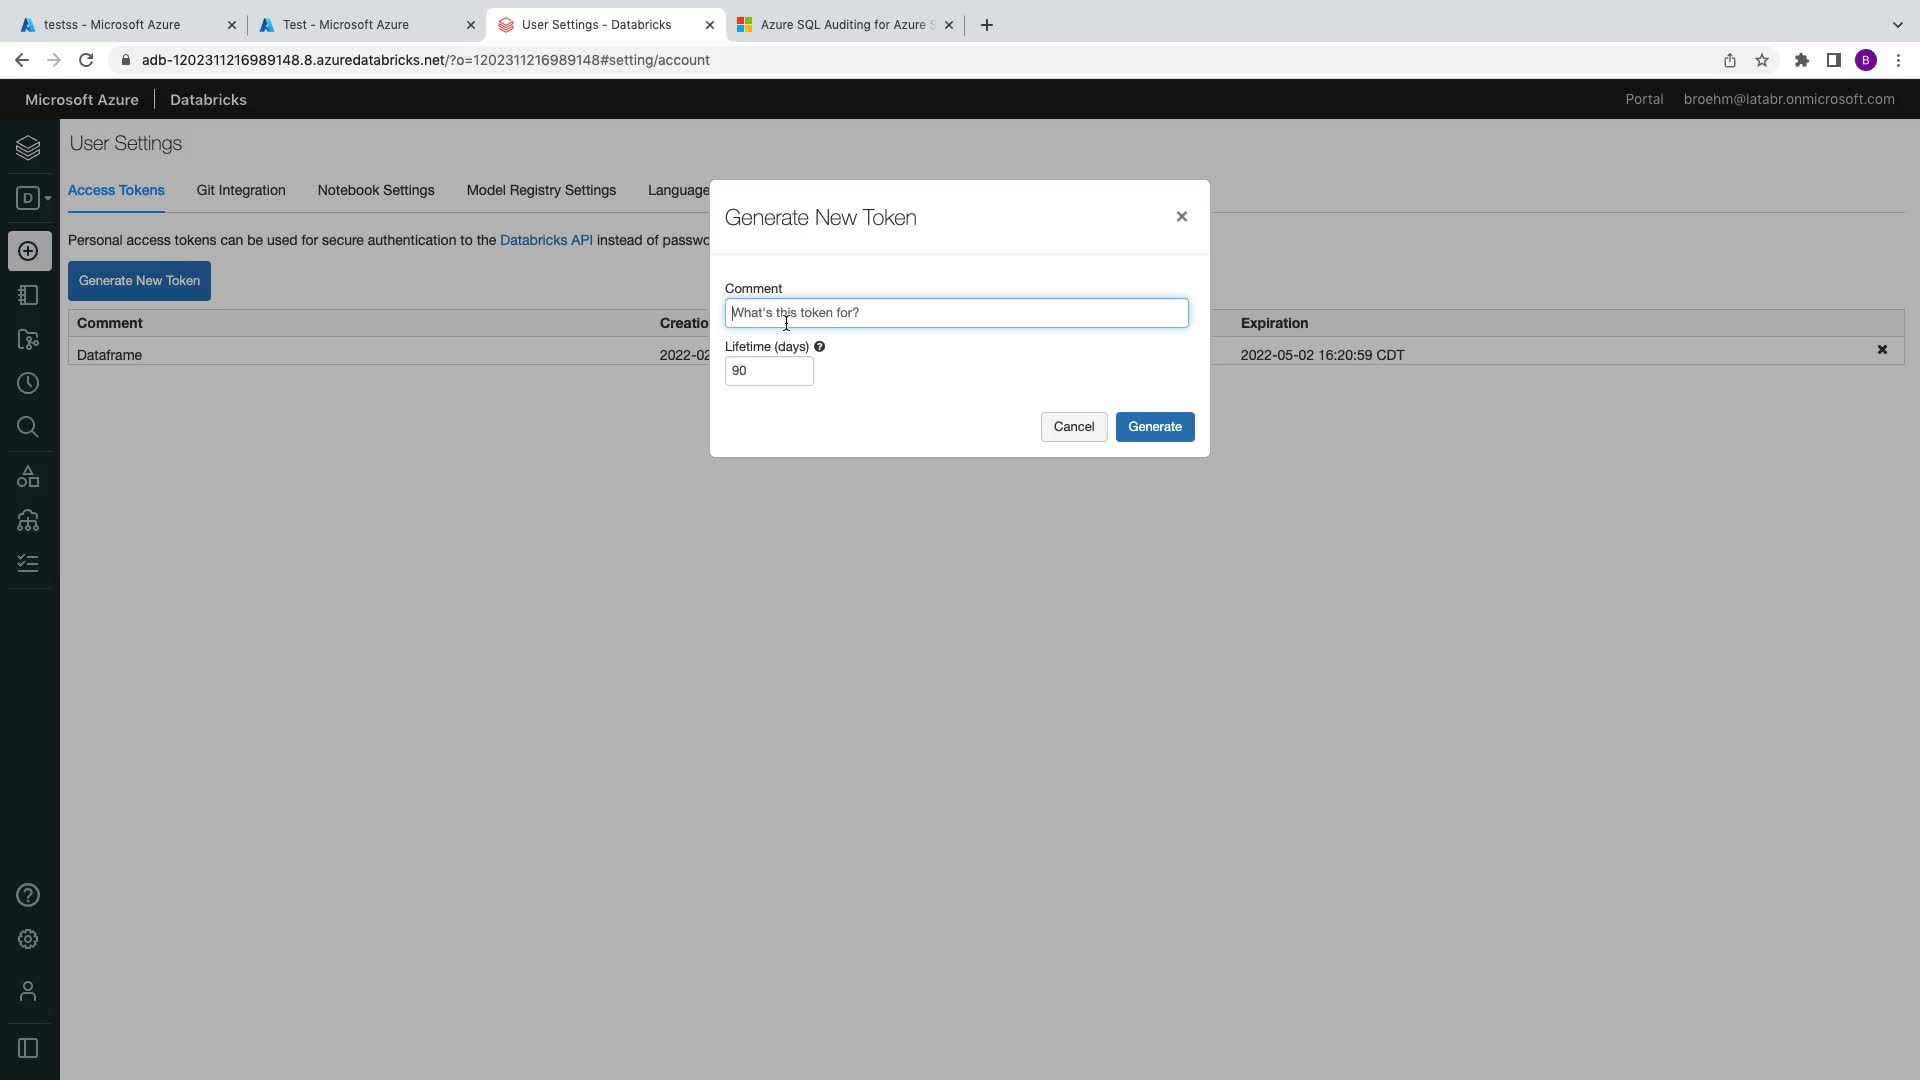 testss - Microsoft Azure
Test - Microsoft Azure
User Settings - Databricks
Azure SQL Auditing for Azure S
adb-1202311216989148.8.azuredatabricks.net/?o=1202311216989148#setting/account
B
Microsoft Azure
Databricks
Portal
broehm@latabr.onmicrosoft.com
User Settings
D
Access Tokens
Git Integration
Notebook Settings
Model Registry Settings
Language
Personal access tokens can be used for secure authentication to the Databricks API instead of passwo
Generate New Token
Comment
Creatio
Expiration
Dataframe
2022-02
2022-05-02 16:20:59 CDT
Generate New Token
Comment
What's this token for?
Lifetime (days)
90
Cancel
Generate